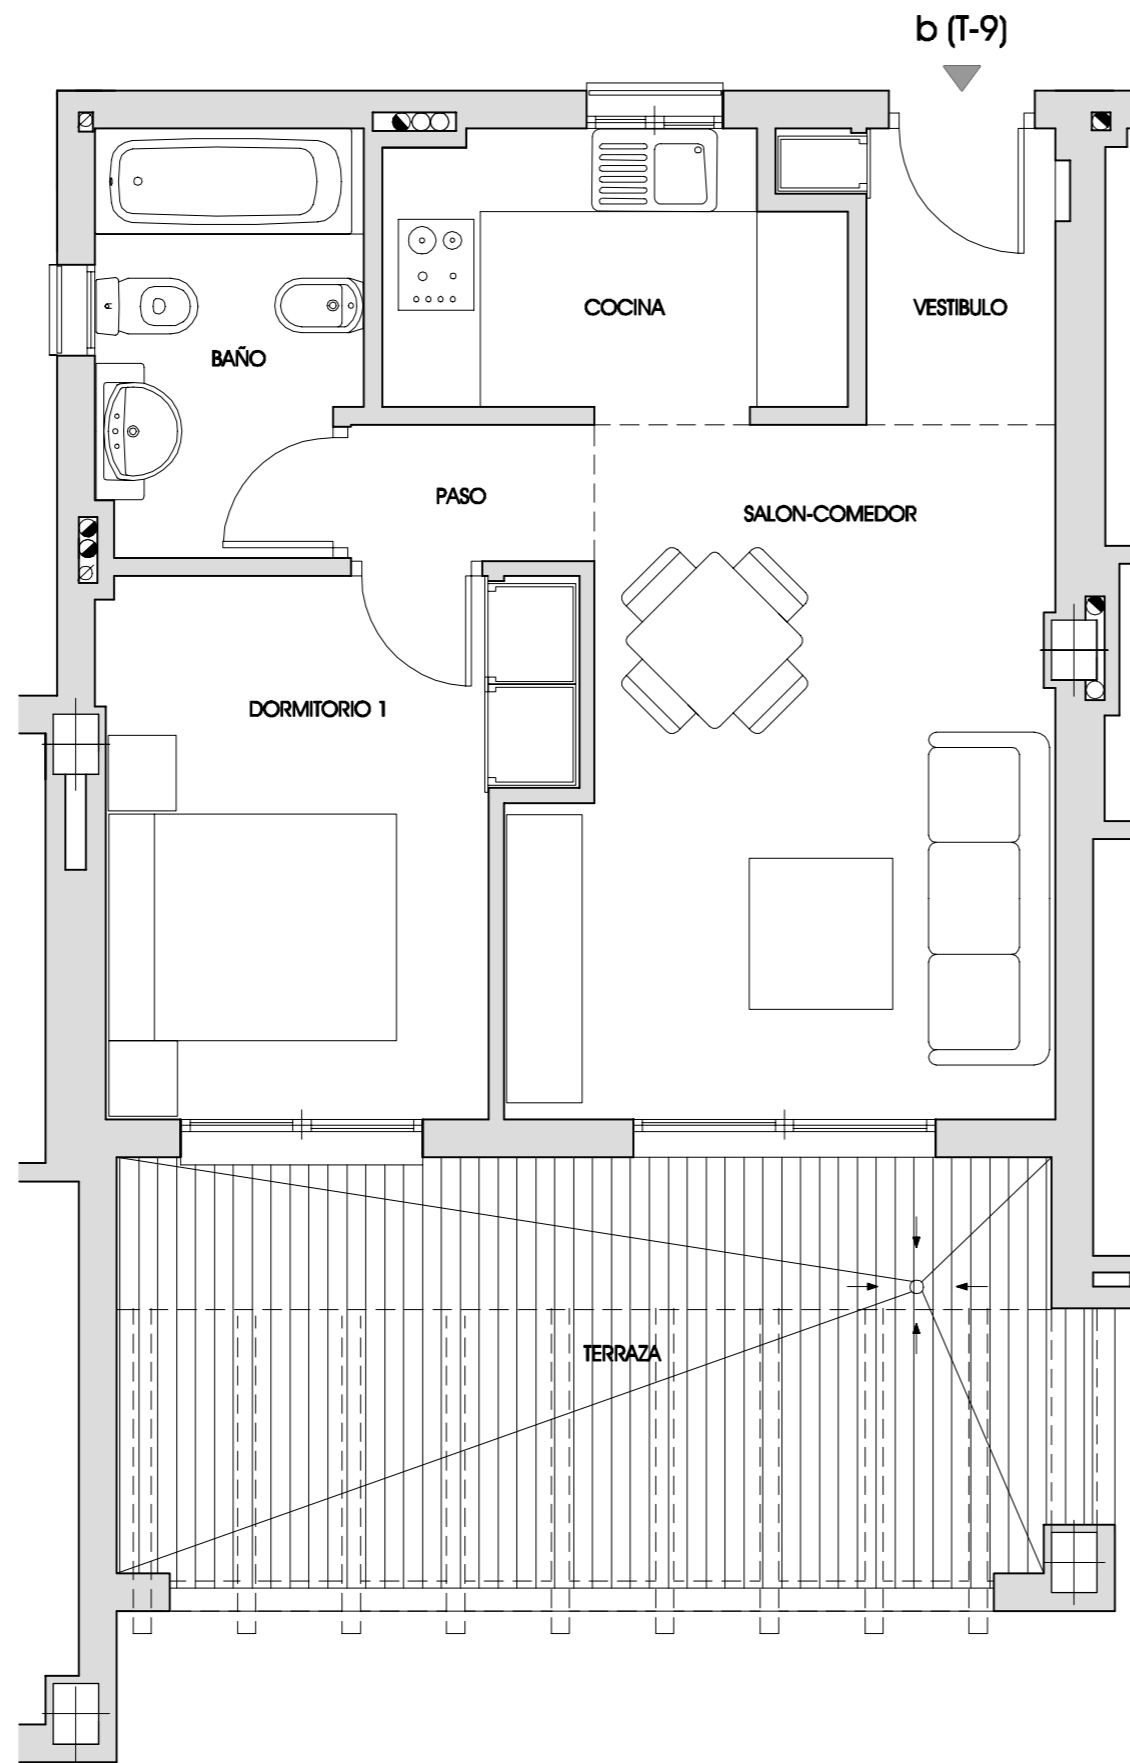 b (T-9)
COCINA
VESTIBULO
BAÑO
PASO
SALON-COMEDOR
DORMITORIO 1
TERRAZA